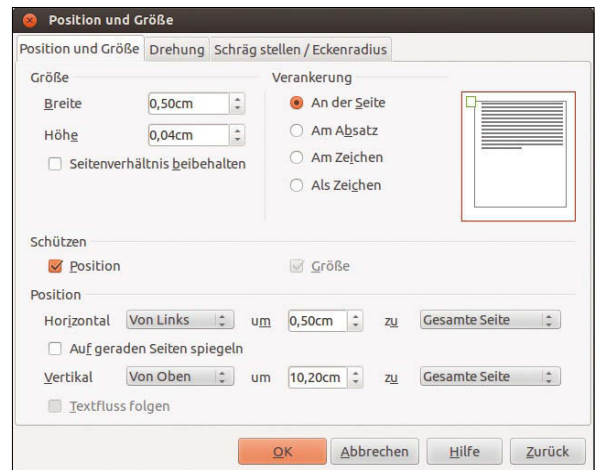 Position und Größe
Position und Größe Drehung Schräg stellen / Eckenradius
Größe
Breite 0,50cm
Höhe 0,04cm
Seitenverhältnis beibehalten
Verankerung
An der Seite
Am Absatz
Am Zeichen
Als Zeichen
Schützen
Position Größe
Position
Horizontal Von Links um 0,50cm zu Gesamte Seite
Auf geraden Seiten spiegeln
Vertikal Von Oben um 10,20cm zu Gesamte Seite
Textfluss folgen
OK Abbrechen Hilfe Zurück